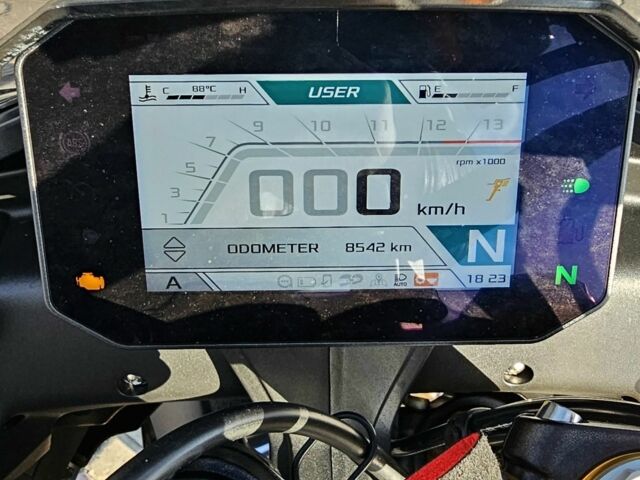 C 88°C H
USER
E F
1 3 5 7 9 10 11 12 13
rpm x1000
000 km/h
ODOMETER 8542 km
N
A
AUTO
18 23
N